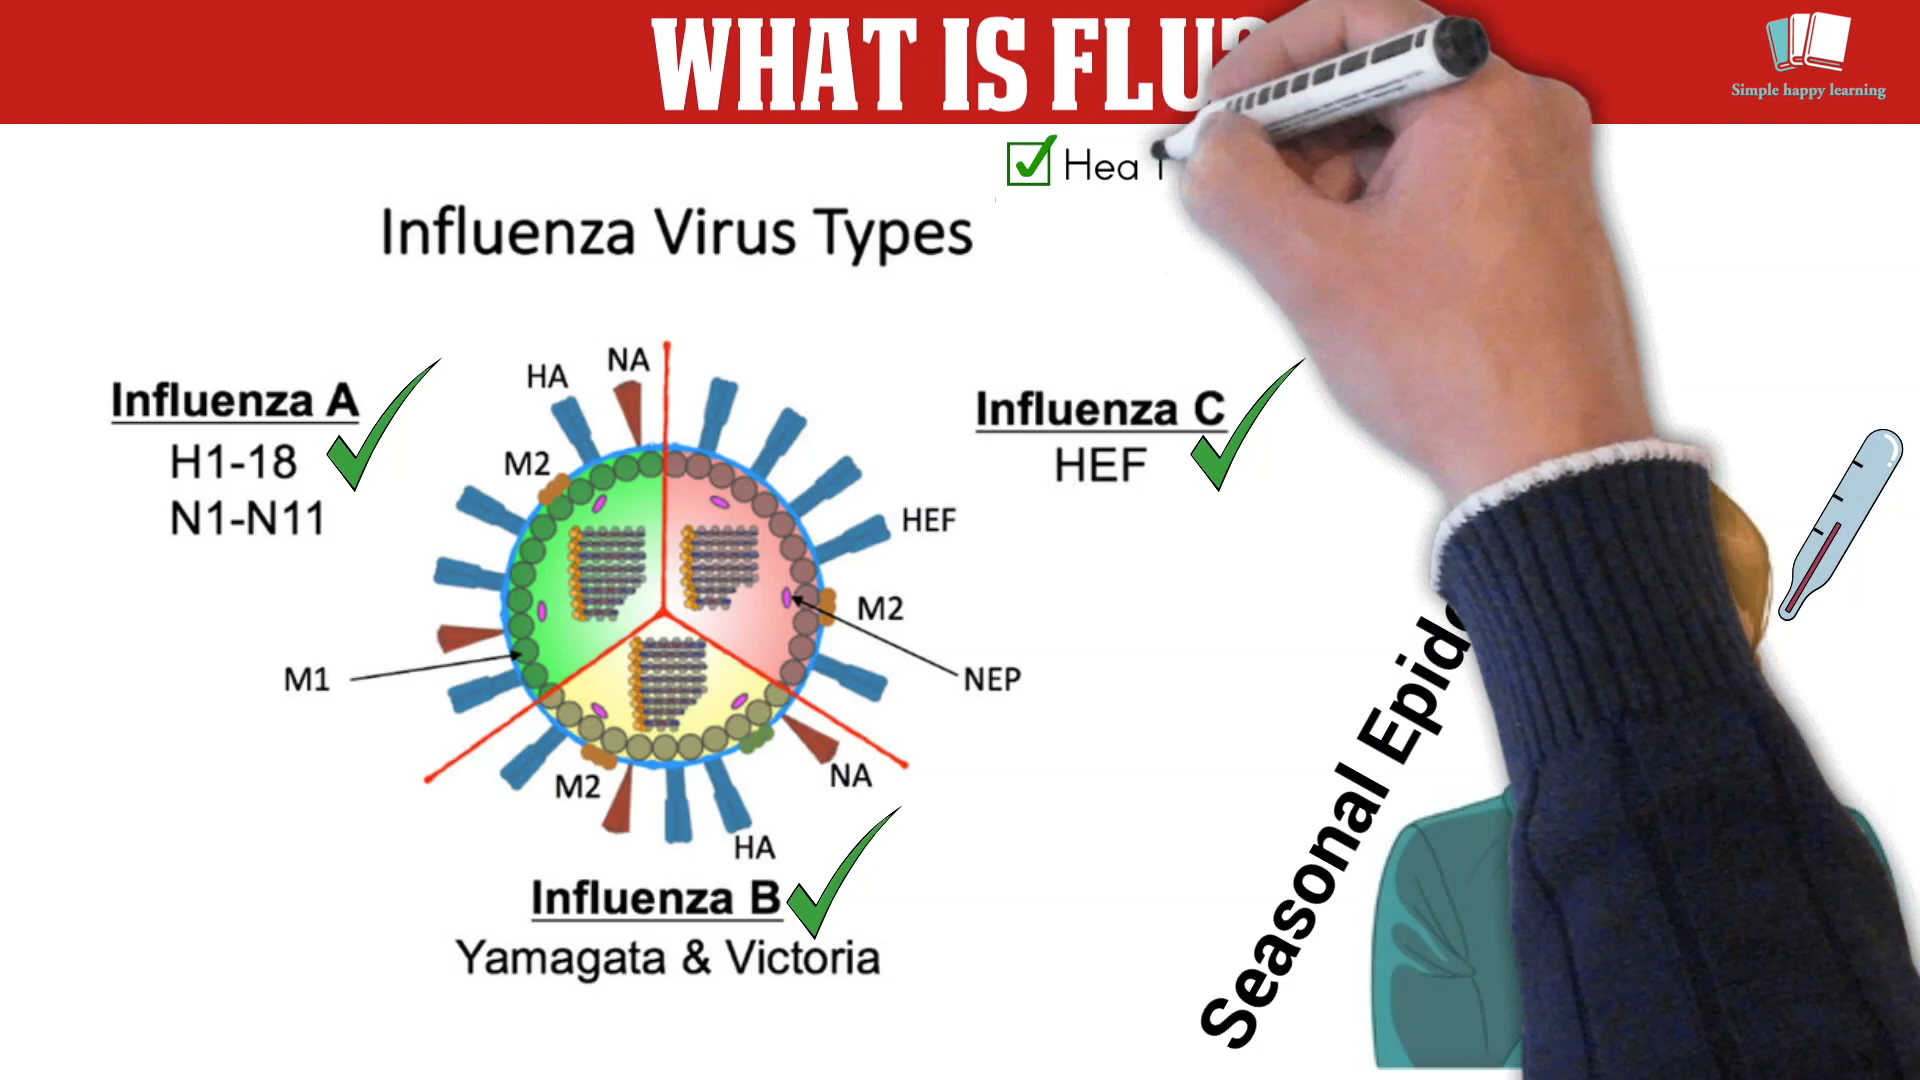 WHAT IS FLU?
Simple happy learning
Hea
Influenza Virus Types
Influenza A
H1-18
N1-N11
HA
NA
M2
M1
Influenza C
HEF
HEF
M2
NEP
NA
M2
HA
Influenza B
Yamagata & Victoria
Seasonal